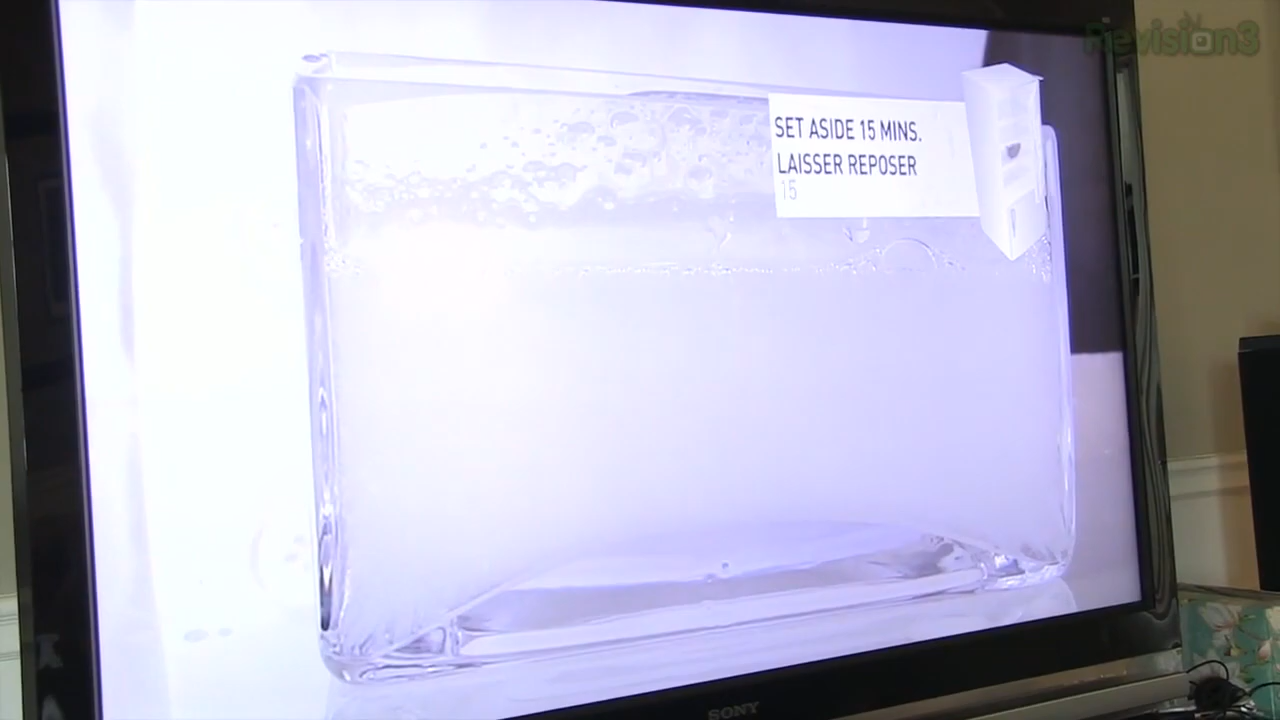 Revision3
SET ASIDE 15 MINS.
LAISSER REPOSER
15
SONY